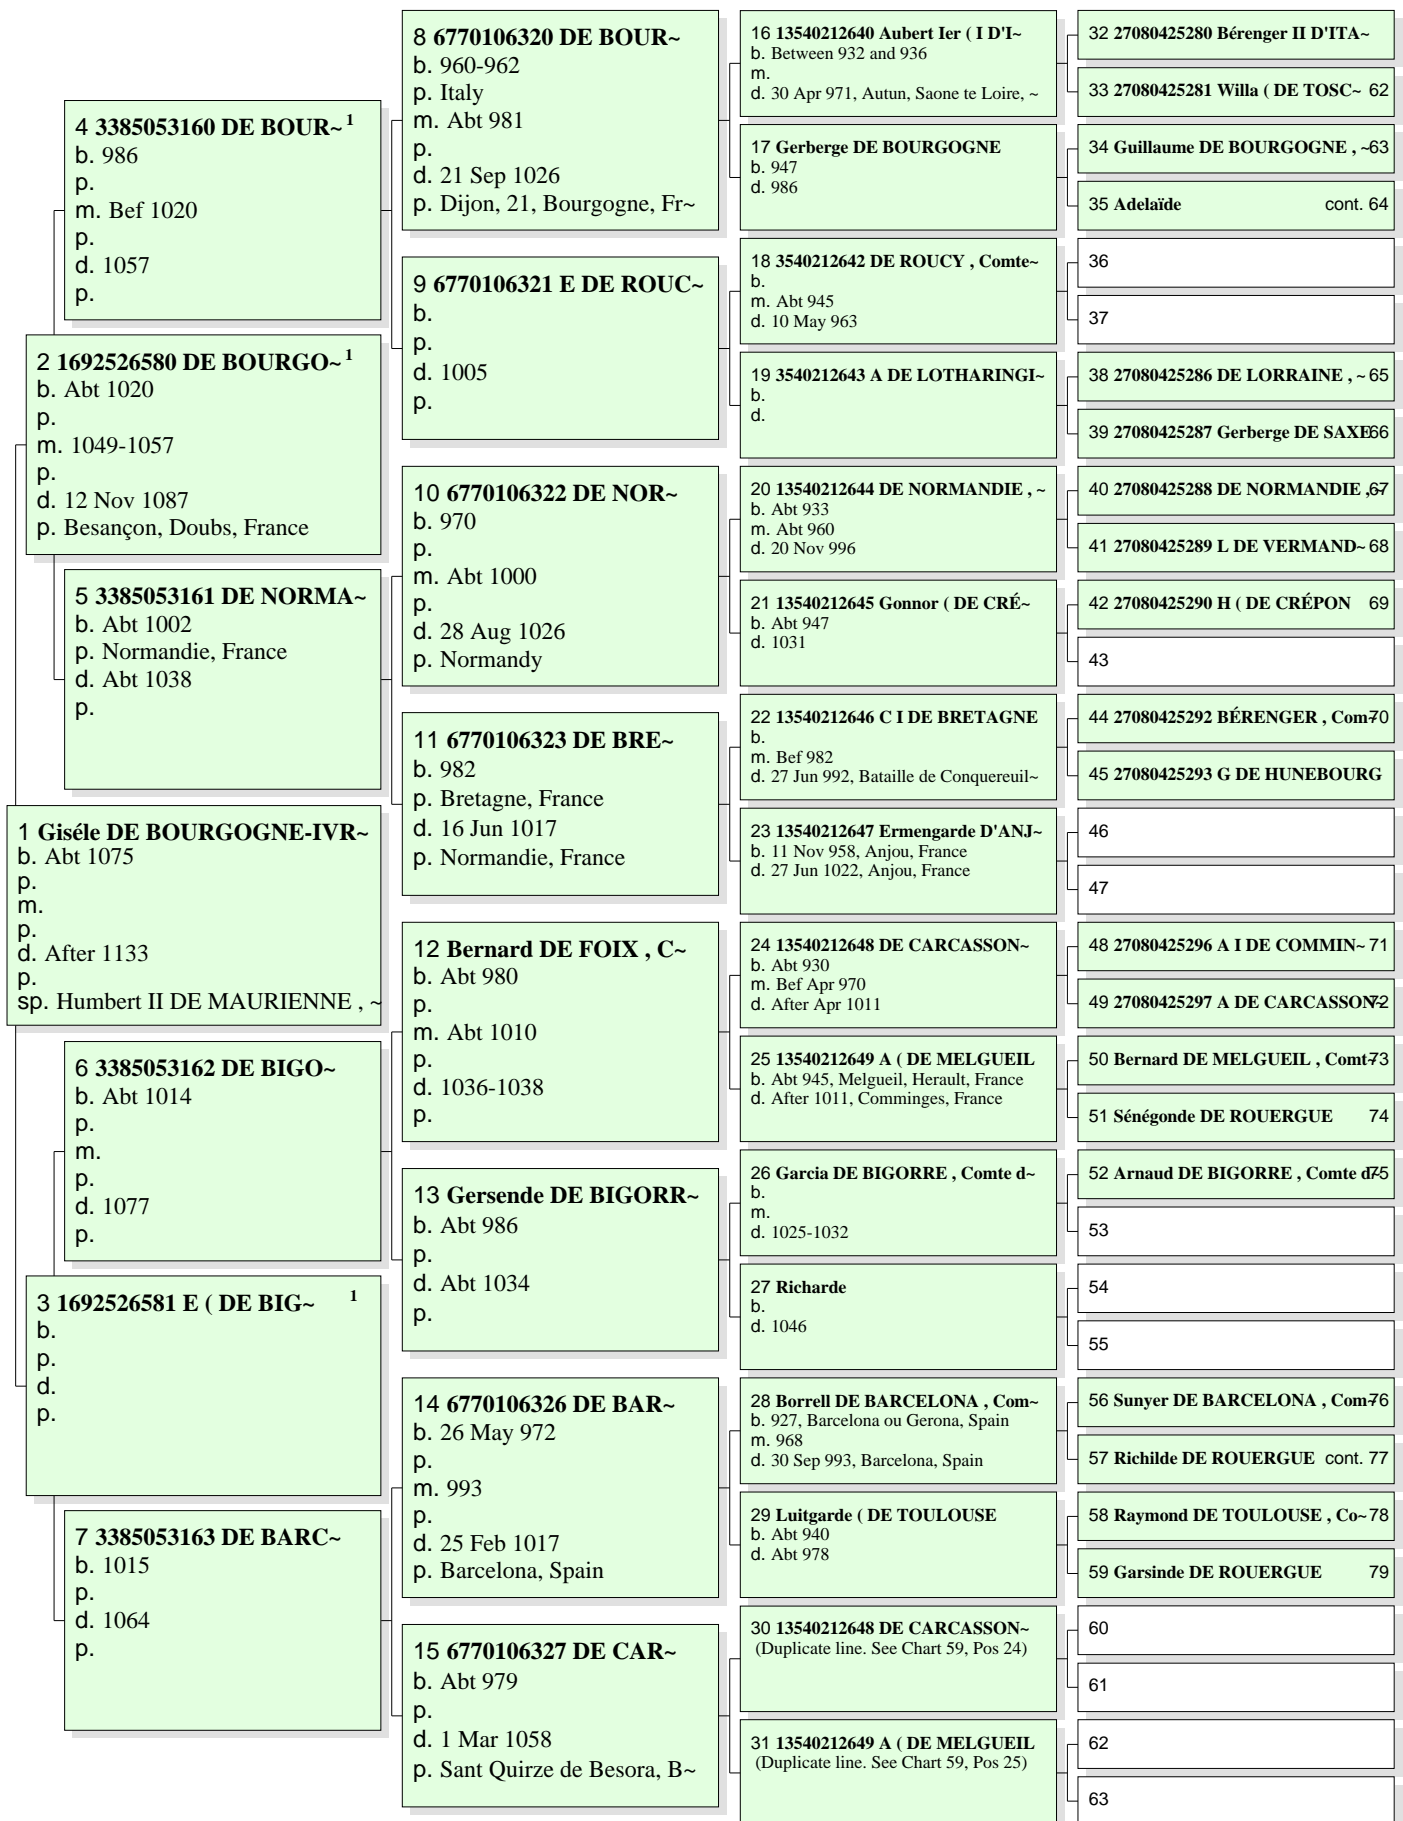 8 6770106320 DE BOUR~
b. 960-962
p. Italy
m. Abt 981
p.
d. 21 Sep 1026
p. Dijon, 21, Bourgogne, Fr~
4 3385053160 DE BOUR~ 1
b. 986
p.
m. Bef 1020
p.
d. 1057
p.
9 6770106321 E DE ROUC~
b.
p.
d. 1005
p.
2 1692526580 DE BOURGO~ 1
b. Abt 1020
p.
m. 1049-1057
p.
d. 12 Nov 1087
p. Besançon, Doubs, France
10 6770106322 DE NOR~
b. 970
p.
m. Abt 1000
p.
d. 28 Aug 1026
p. Normandy
5 3385053161 DE NORMA~
b. Abt 1002
p. Normandie, France
d. Abt 1038
p.
11 6770106323 DE BRE~
b. 982
p. Bretagne, France
d. 16 Jun 1017
p. Normandie, France
1 Giséle DE BOURGOGNE-IVR~
b. Abt 1075
p.
m.
p.
d. After 1133
p.
sp. Humbert II DE MAURIENNE , ~
12 Bernard DE FOIX , C~
b. Abt 980
p.
m. Abt 1010
p.
d. 1036-1038
p.
6 3385053162 DE BIGO~
b. Abt 1014
p.
m.
p.
d. 1077
p.
13 Gersende DE BIGORR~
b. Abt 986
p.
d. Abt 1034
p.
3 1692526581 E ( DE BIG~ 1
b.
p.
d.
p.
14 6770106326 DE BAR~
b. 26 May 972
p.
m. 993
p.
d. 25 Feb 1017
p. Barcelona, Spain
7 3385053163 DE BARC~
b. 1015
p.
d. 1064
p.
15 6770106327 DE CAR~
b. Abt 979
p.
d. 1 Mar 1058
p. Sant Quirze de Besora, B~
16 13540212640 Aubert Ier ( I D'I~
b. Between 932 and 936
m.
d. 30 Apr 971, Autun, Saone te Loire, ~
17 Gerberge DE BOURGOGNE
b. 947
d. 986
18 3540212642 DE ROUCY , Comte~
b.
m. Abt 945
d. 10 May 963
19 3540212643 A DE LOTHARINGI~
b.
d.
20 13540212644 DE NORMANDIE , ~
b. Abt 933
m. Abt 960
d. 20 Nov 996
21 13540212645 Gonnor ( DE CRÉ~
b. Abt 947
d. 1031
22 13540212646 C I DE BRETAGNE
b.
m. Bef 982
d. 27 Jun 992, Bataille de Conquereuil~
23 13540212647 Ermengarde D'ANJ~
b. 11 Nov 958, Anjou, France
d. 27 Jun 1022, Anjou, France
24 13540212648 DE CARCASSON~
b. Abt 930
m. Bef Apr 970
d. After Apr 1011
25 13540212649 A ( DE MELGUEIL
b. Abt 945, Melgueil, Herault, France
d. After 1011, Comminges, France
26 Garcia DE BIGORRE , Comte d~
b.
m.
d. 1025-1032
27 Richarde
b.
d. 1046
28 Borrell DE BARCELONA , Com~
b. 927, Barcelona ou Gerona, Spain
m. 968
d. 30 Sep 993, Barcelona, Spain
29 Luitgarde ( DE TOULOUSE
b. Abt 940
d. Abt 978
30 13540212648 DE CARCASSON~
(Duplicate line. See Chart 59, Pos 24)
31 13540212649 A ( DE MELGUEIL
(Duplicate line. See Chart 59, Pos 25)
32 27080425280 Bérenger II D'ITA~
33 27080425281 Willa ( DE TOSC~ 62
34 Guillaume DE BOURGOGNE , ~63
35 Adelaïde cont. 64
36
37
38 27080425286 DE LORRAINE , ~ 65
39 27080425287 Gerberge DE SAXE66
40 27080425288 DE NORMANDIE ,~67
41 27080425289 L DE VERMAND~ 68
42 27080425290 H ( DE CRÉPON 69
43
44 27080425292 BÉRENGER , Com~70
45 27080425293 G DE HUNEBOURG
46
47
48 27080425296 A I DE COMMIN~ 71
49 27080425297 A DE CARCASSON~72
50 Bernard DE MELGUEIL , Comt~73
51 Sénégonde DE ROUERGUE 74
52 Arnaud DE BIGORRE , Comte d~75
53
54
55
56 Sunyer DE BARCELONA , Com~76
57 Richilde DE ROUERGUE cont. 77
58 Raymond DE TOULOUSE , Co~78
59 Garsinde DE ROUERGUE 79
60
61
62
63